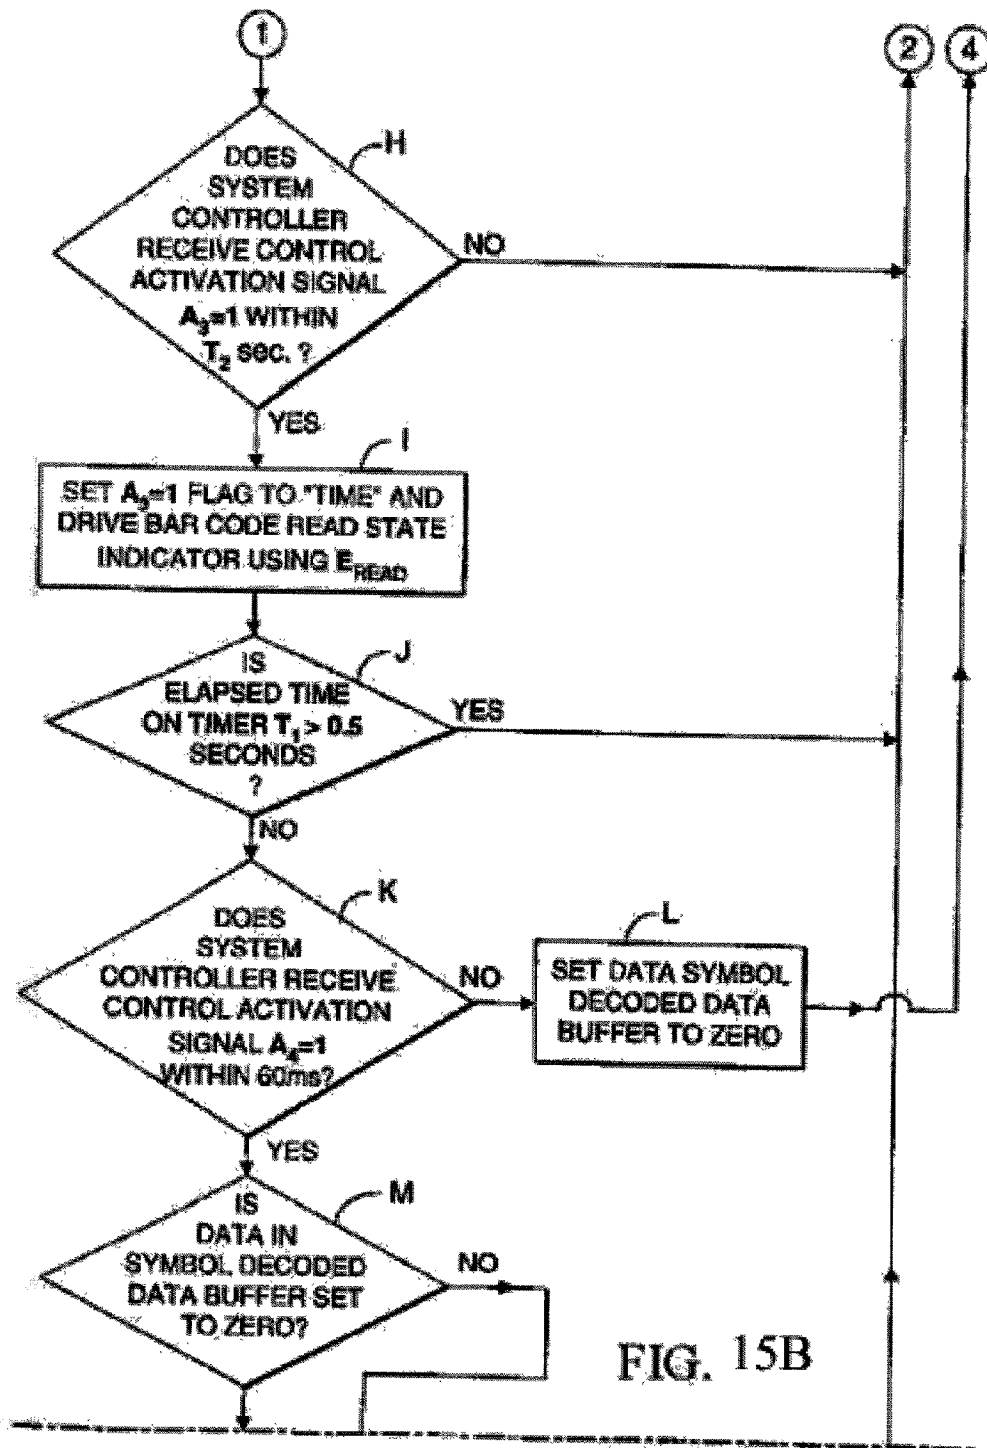 1
2 4
H
DOES
SYSTEM
CONTROLLER
RECEIVE CONTROL
ACTIVATION SIGNAL
A3=1 WITHIN
T2 sec. ?
NO
YES
I
SET A3=1 FLAG TO "TIME" AND
DRIVE BAR CODE READ STATE
INDICATOR USING EREAD
J
IS
ELAPSED TIME
ON TIMER T1 > 0.5
SECONDS
?
YES
NO
K
DOES
SYSTEM
CONTROLLER RECEIVE
CONTROL ACTIVATION
SIGNAL A4=1
WITHIN 60ms?
NO
L
SET DATA SYMBOL
DECODED DATA
BUFFER TO ZERO
YES
M
IS
DATA IN
SYMBOL DECODED
DATA BUFFER SET
TO ZERO?
NO
FIG. 15B